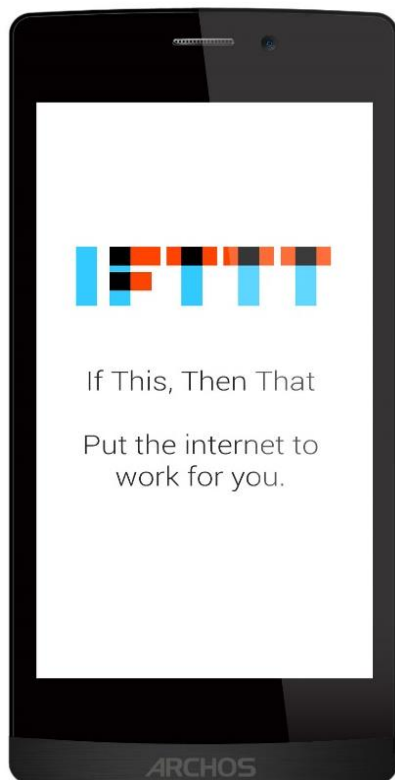 IFTTT
If This, Then That
Put the internet to
work for you.
ARCHOS